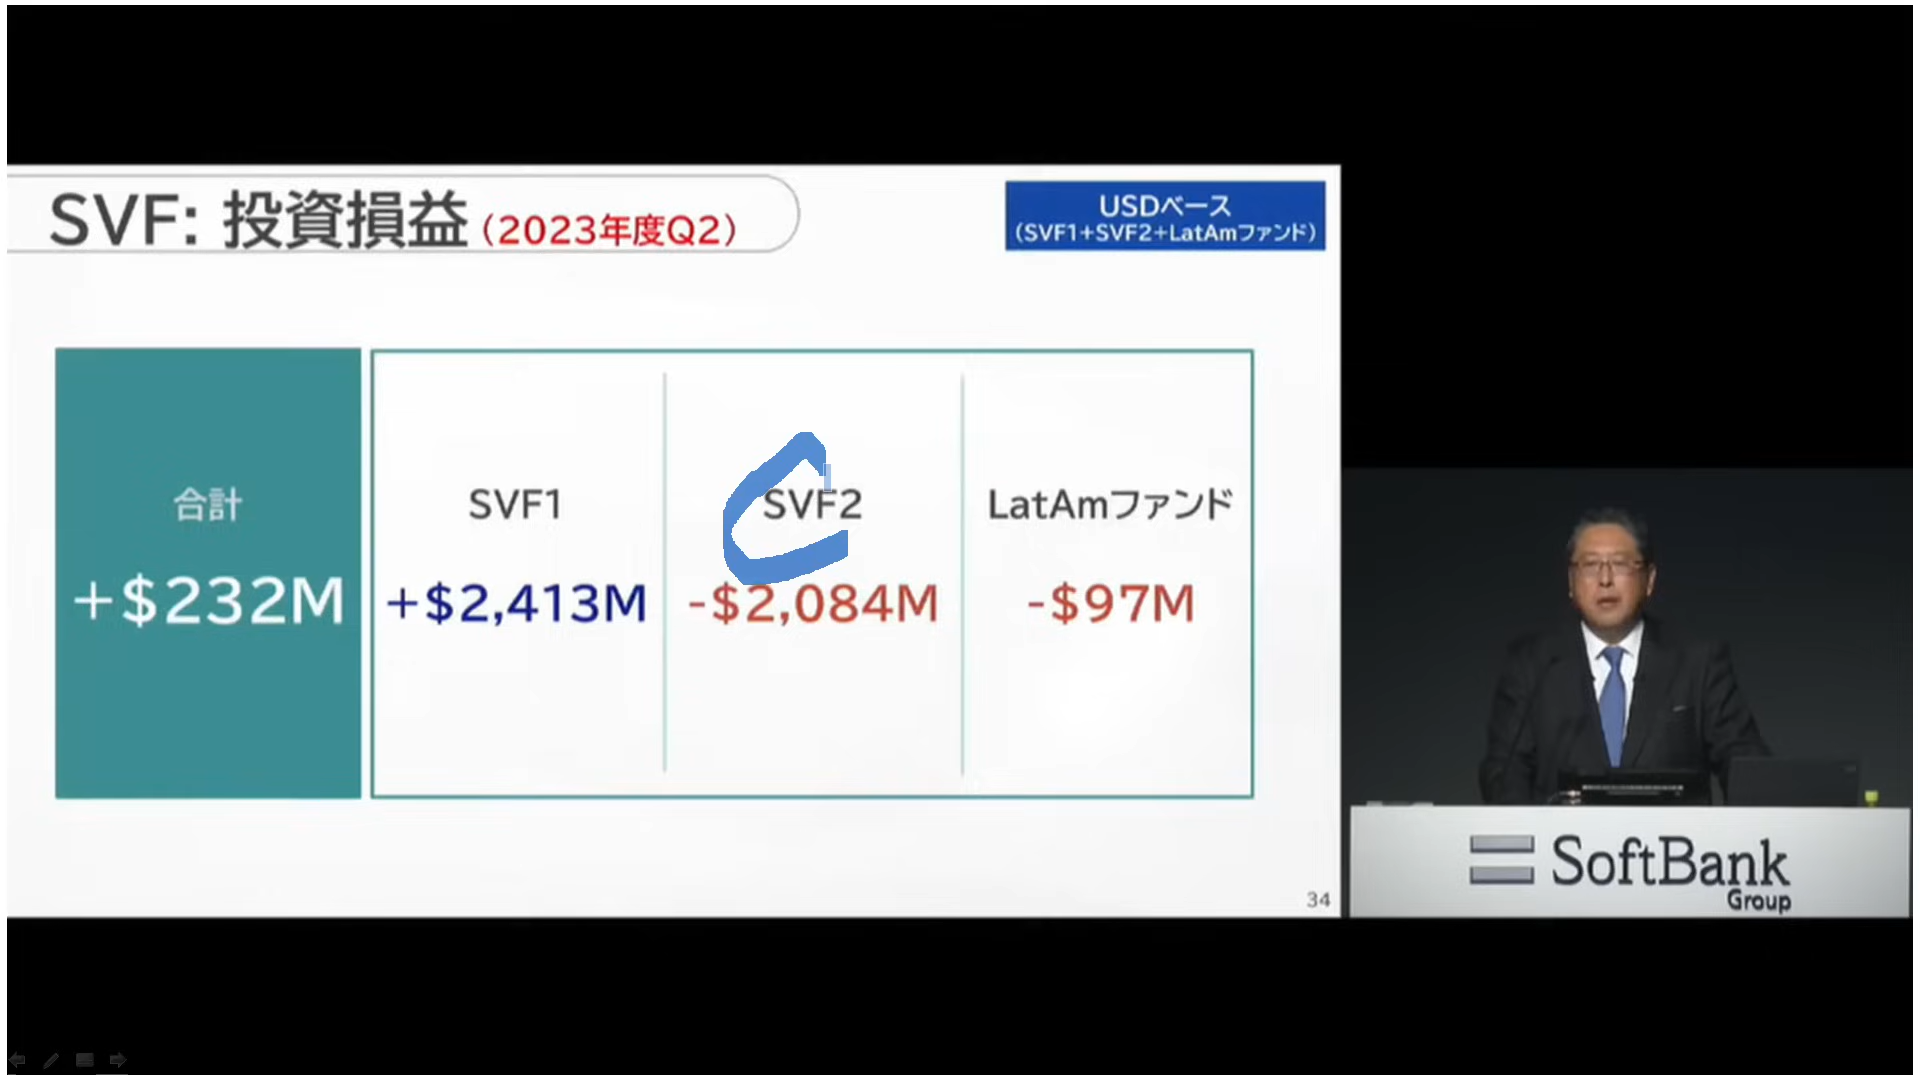 SVF: 投資損益 (2023年度Q2)
USDベース
(SVF1+SVF2+LatAmファンド)
合計
+$232M
SVF1
+$2,413M
SVF2
-$2,084M
LatAmファンド
-$97M
34
SoftBank
Group